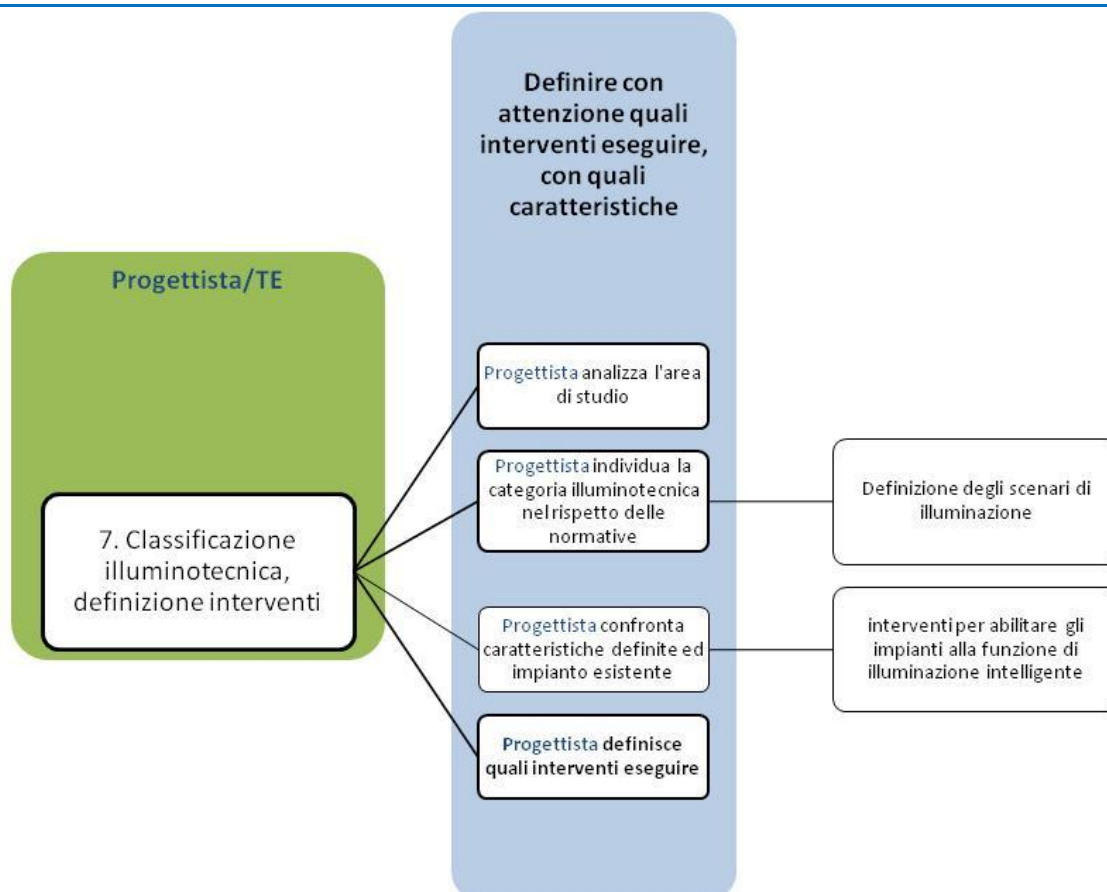 Definire con
attenzione quali
interventi eseguire,
con quali
caratteristiche
Progettista/TE
7. Classificazione
illuminotecnica,
definizione interventi
Progettista analizza l'area
di studio
Progettista individua la
categoria illuminotecnica
nel rispetto delle
normative
Definizione degli scenari di
illuminazione
Progettista confronta
caratteristiche definite ed
impianto esistente
interventi per abilitare gli
impianti alla funzione di
illuminazione intelligente
Progettista definisce
quali interventi eseguire